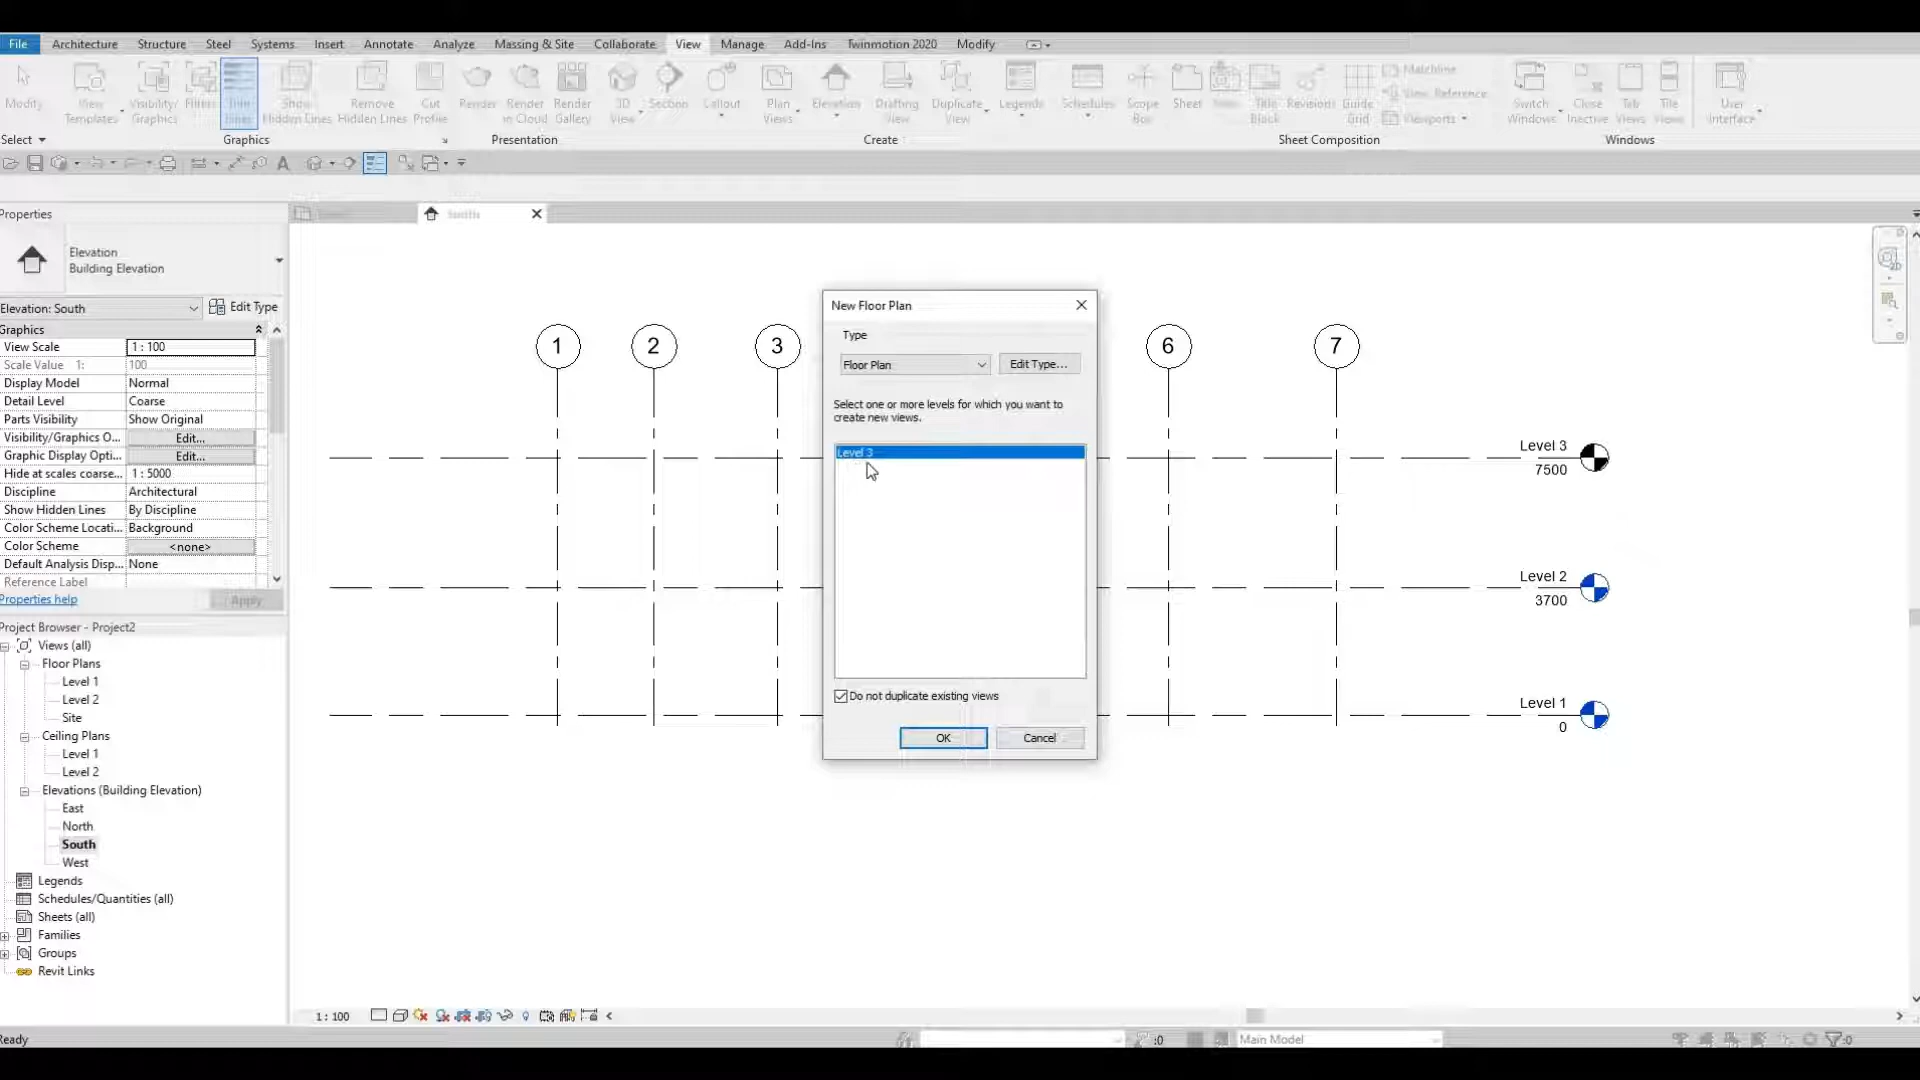 File Architecture Structure Steel Systems Insert Annotate Analyze Massing & Site Collaborate View Manage Add-Ins Twinmotion 2020 Modify
Modify
View Templates
Visibility/ Graphics
Filters
Thin Lines
Show Hidden Lines
Remove Hidden Lines
Cut Profile
Render
Render in Cloud
Render Gallery
3D View
Section
Callout
Plan Views
Elevation
Drafting View
Duplicate View
Legends
Schedules
Scope Box
Sheet
Title Block
Revisions
Guide Grid
Matchline
View Reference
Viewports
Switch Windows
Close Inactive
Tab Views
Tile Views
User Interface
Select Graphics Presentation Create Sheet Composition Windows
Properties
South
Elevation
Building Elevation
Elevation: South Edit Type
Graphics
View Scale 1 : 100
Scale Value 1: 100
Display Model Normal
Detail Level Coarse
Parts Visibility Show Original
Visibility/Graphics O... Edit...
Graphic Display Opti... Edit...
Hide at scales coarse... 1 : 5000
Discipline Architectural
Show Hidden Lines By Discipline
Color Scheme Locati... Background
Color Scheme <none>
Default Analysis Disp... None
Reference Label
Properties help Apply
Project Browser - Project2
Views (all)
Floor Plans
Level 1
Level 2
Site
Ceiling Plans
Level 1
Level 2
Elevations (Building Elevation)
East
North
South
West
Legends
Schedules/Quantities (all)
Sheets (all)
Families
Groups
Revit Links
1 2 3 6 7
Level 3
7500
Level 2
3700
Level 1
0
New Floor Plan
Type
Floor Plan Edit Type...
Select one or more levels for which you want to
create new views.
Level 3
Do not duplicate existing views
OK Cancel
1 : 100
Ready :0 Main Model :0